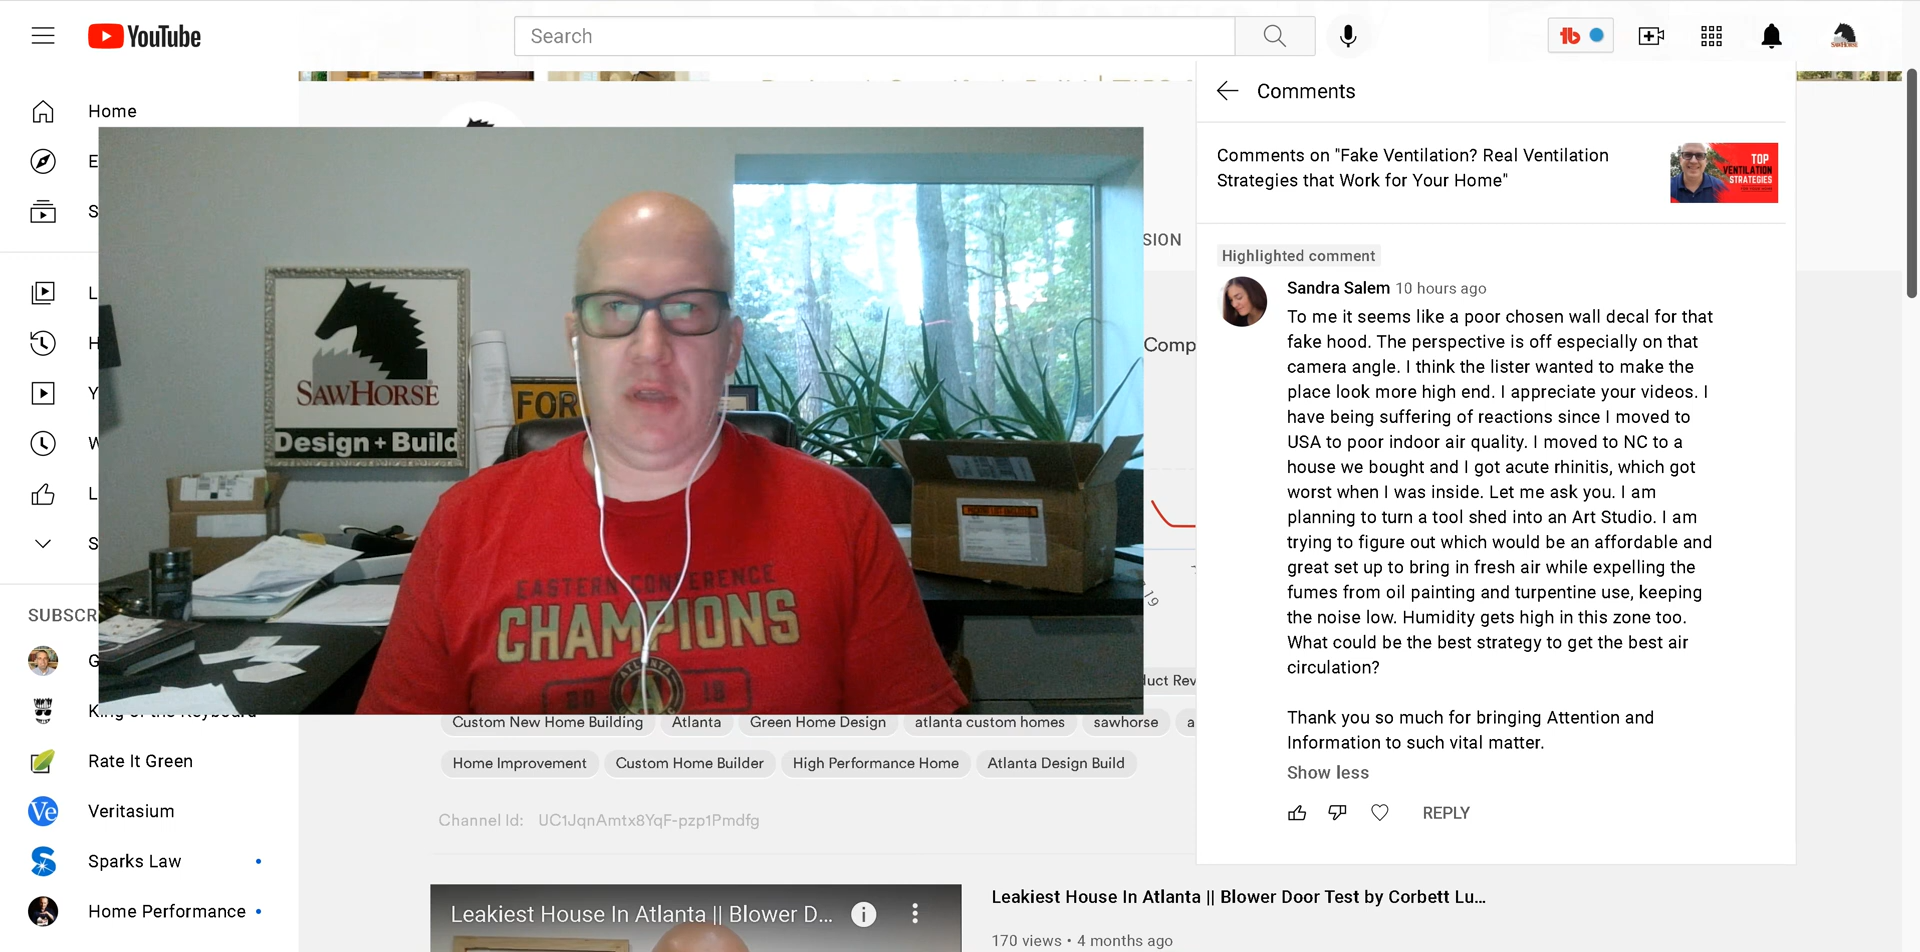 YouTube
Search
Home
E
S
L
H
Y
W
L
S
SUBSCR
G
King of the Keyboard
Rate It Green
Veritasium
Sparks Law
Home Performance
SAWHORSE
Design + Build
FOR
EASTERN CONFERENCE
CHAMPIONS
ATLANTA
20 18
SION
Comp
19
duct Rev
Custom New Home Building
Atlanta
Green Home Design
atlanta custom homes
sawhorse
a
Home Improvement
Custom Home Builder
High Performance Home
Atlanta Design Build
Channel Id: UC1JqnAmtx8YqF-pzp1Pmdfg
Leakiest House In Atlanta || Blower D...
Leakiest House In Atlanta || Blower Door Test by Corbett Lu...
170 views • 4 months ago
Comments
Comments on "Fake Ventilation? Real Ventilation
Strategies that Work for Your Home"
TOP
VENTILATION
STRATEGIES
Highlighted comment
Sandra Salem 10 hours ago
To me it seems like a poor chosen wall decal for that
fake hood. The perspective is off especially on that
camera angle. I think the lister wanted to make the
place look more high end. I appreciate your videos. I
have being suffering of reactions since I moved to
USA to poor indoor air quality. I moved to NC to a
house we bought and I got acute rhinitis, which got
worst when I was inside. Let me ask you. I am
planning to turn a tool shed into an Art Studio. I am
trying to figure out which would be an affordable and
great set up to bring in fresh air while expelling the
fumes from oil painting and turpentine use, keeping
the noise low. Humidity gets high in this zone too.
What could be the best strategy to get the best air
circulation?
Thank you so much for bringing Attention and
Information to such vital matter.
Show less
REPLY